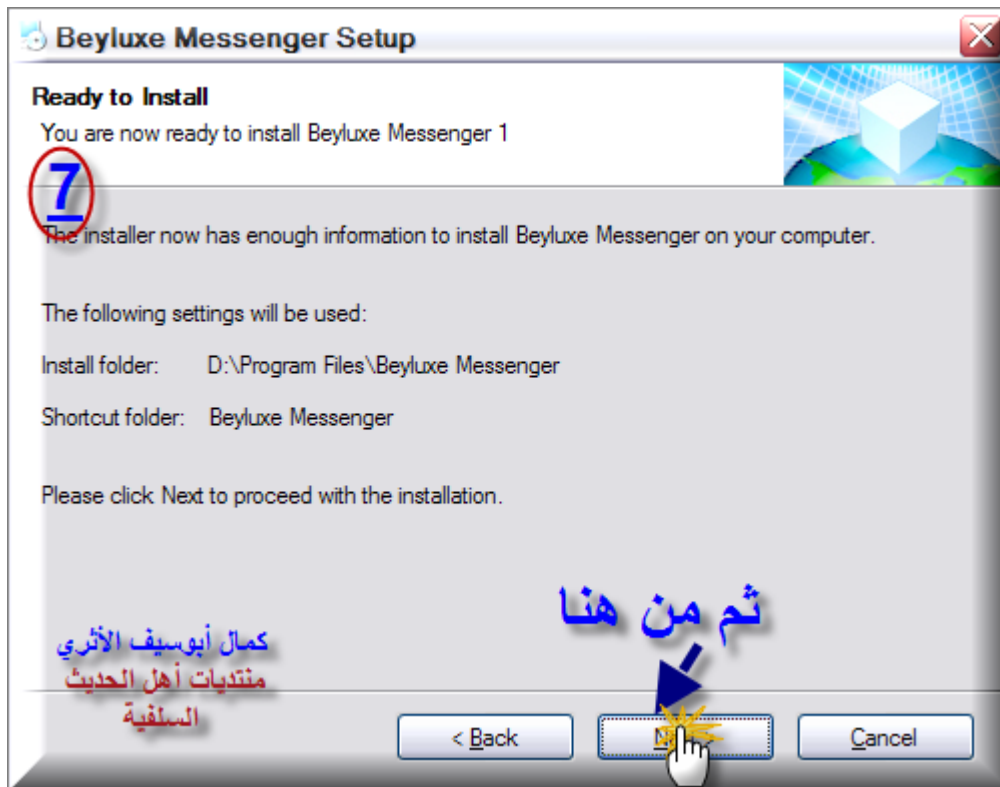 Beyluxe Messenger Setup
Ready to Install
You are now ready to install Beyluxe Messenger 1
7
The installer now has enough information to install Beyluxe Messenger on your computer.
The following settings will be used:
Install folder: D:\Program Files\Beyluxe Messenger
Shortcut folder: Beyluxe Messenger
Please click Next to proceed with the installation.
ثم من هنا
كمال أبوسيف الأثري
منتديات أهل الحديث
السلفية
< Back
Cancel